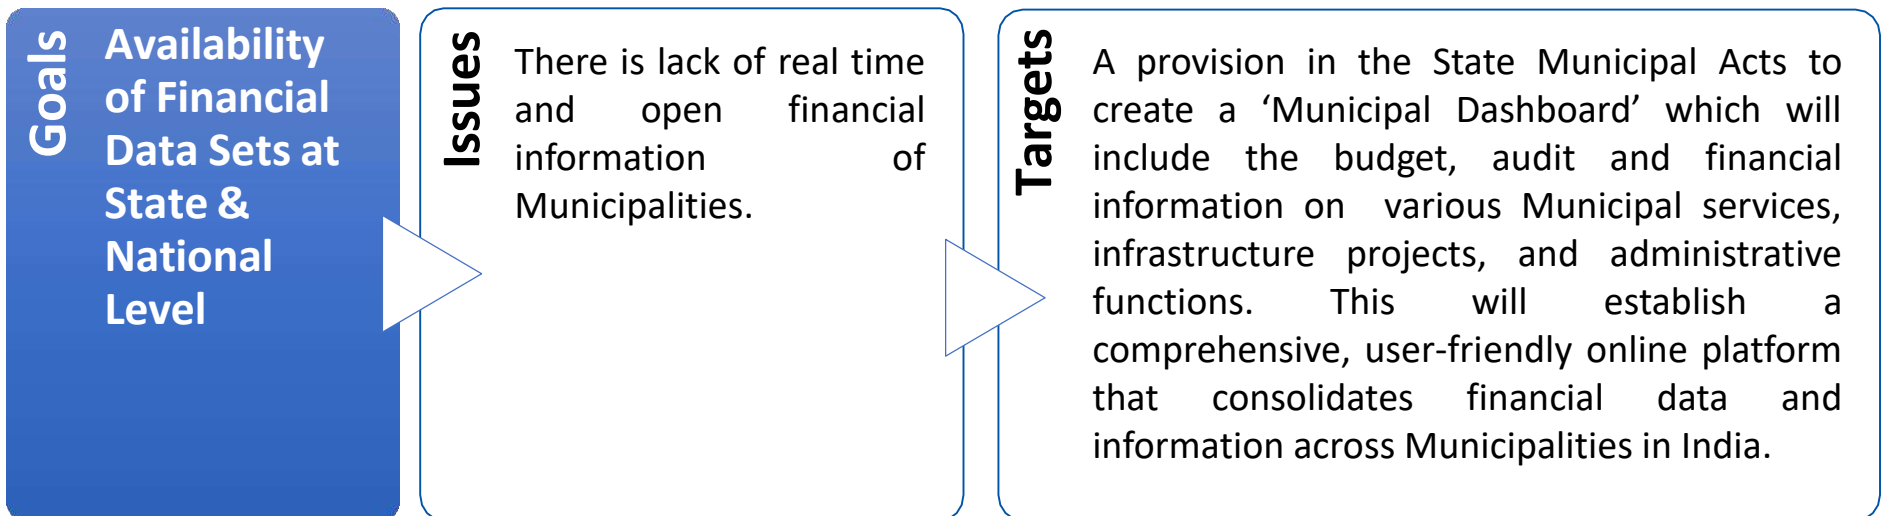 Goals
Availability
of Financial
Data Sets at
State &
National
Level
Issues
There is lack of real time
and open financial
information of
Municipalities.
Targets
A provision in the State Municipal Acts to
create a ‘Municipal Dashboard’ which will
include the budget, audit and financial
information on various Municipal services,
infrastructure projects, and administrative
functions. This will establish a
comprehensive, user-friendly online platform
that consolidates financial data and
information across Municipalities in India.